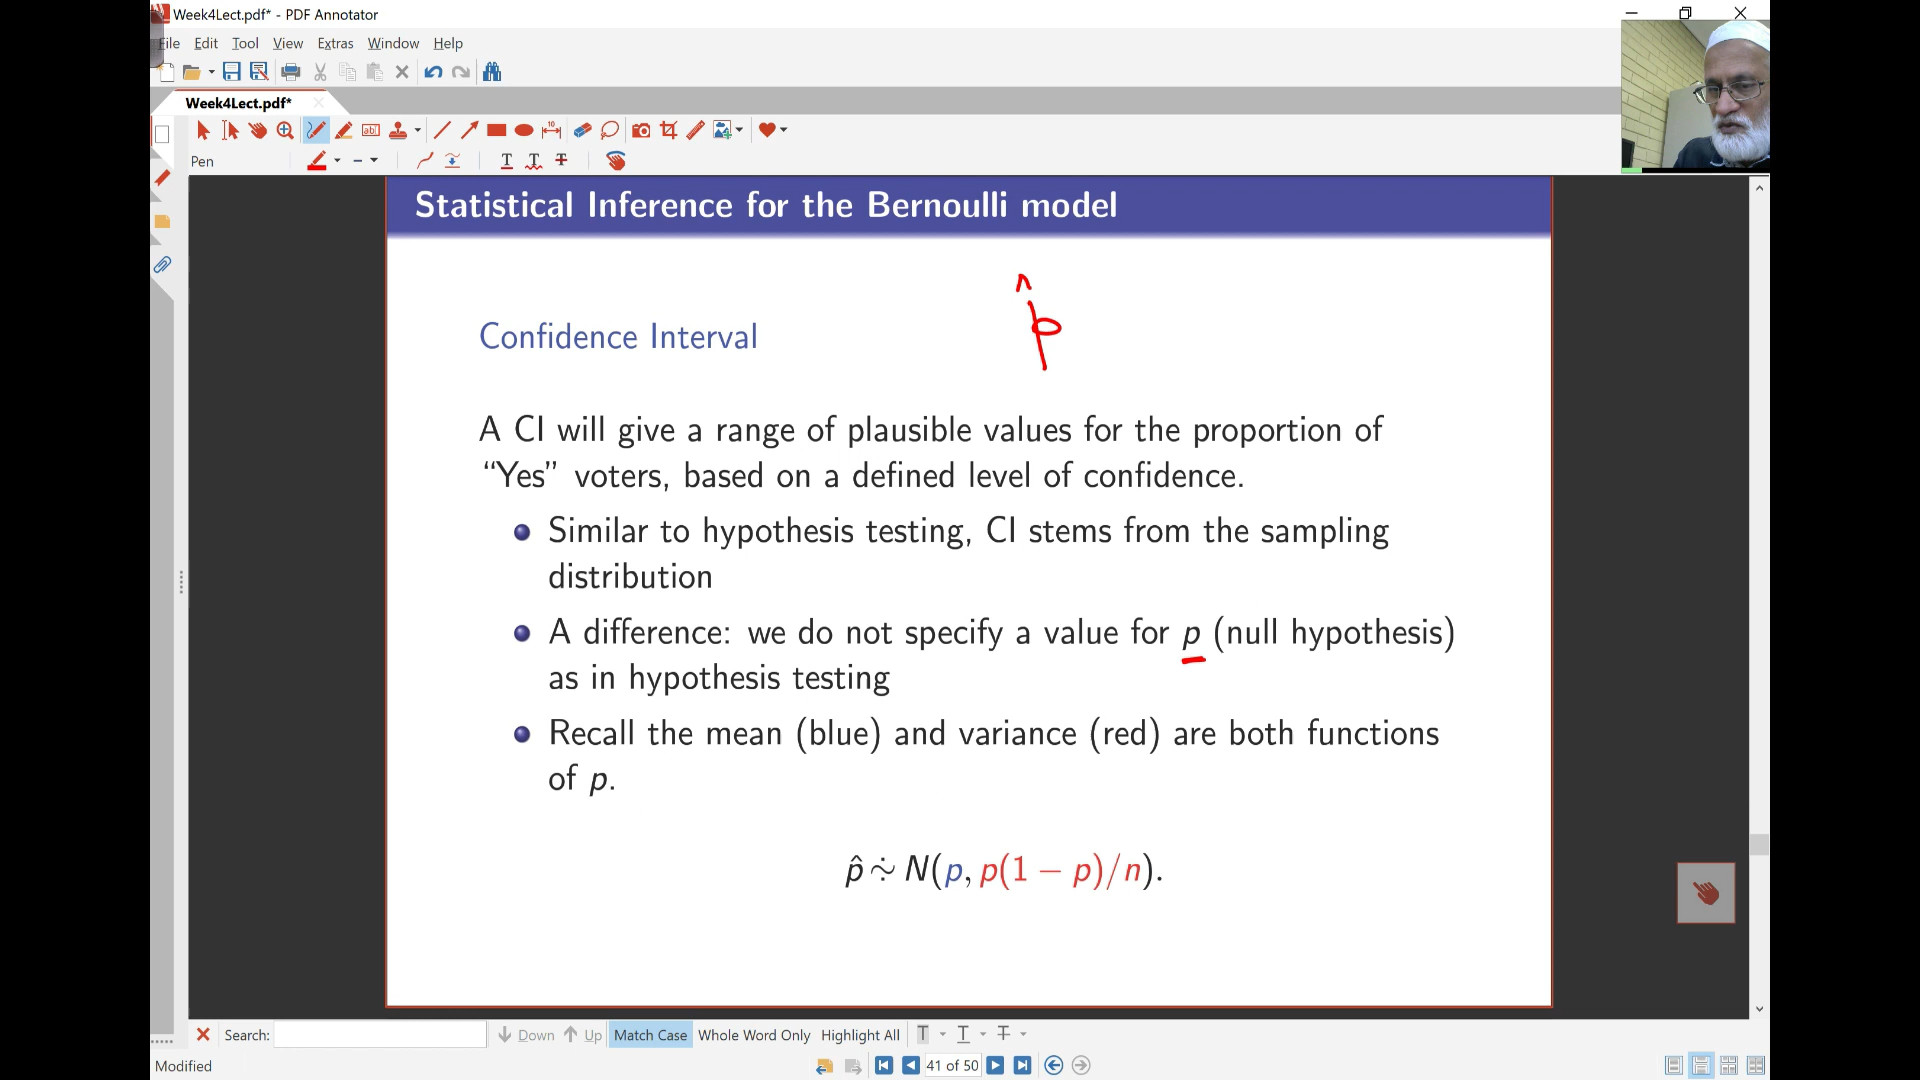 Week4Lect.pdf* - PDF Annotator
File Edit Tool View Extras Window Help
Week4Lect.pdf*
Pen
Statistical Inference for the Bernoulli model
p̂
Confidence Interval
A CI will give a range of plausible values for the proportion of
“Yes” voters, based on a defined level of confidence.
Similar to hypothesis testing, CI stems from the sampling
distribution
A difference: we do not specify a value for p (null hypothesis)
as in hypothesis testing
Recall the mean (blue) and variance (red) are both functions
of p.
p̂ ∻ N(p, p(1 − p)/n).
Search: Down Up Match Case Whole Word Only Highlight All T T T
Modified
41 of 50